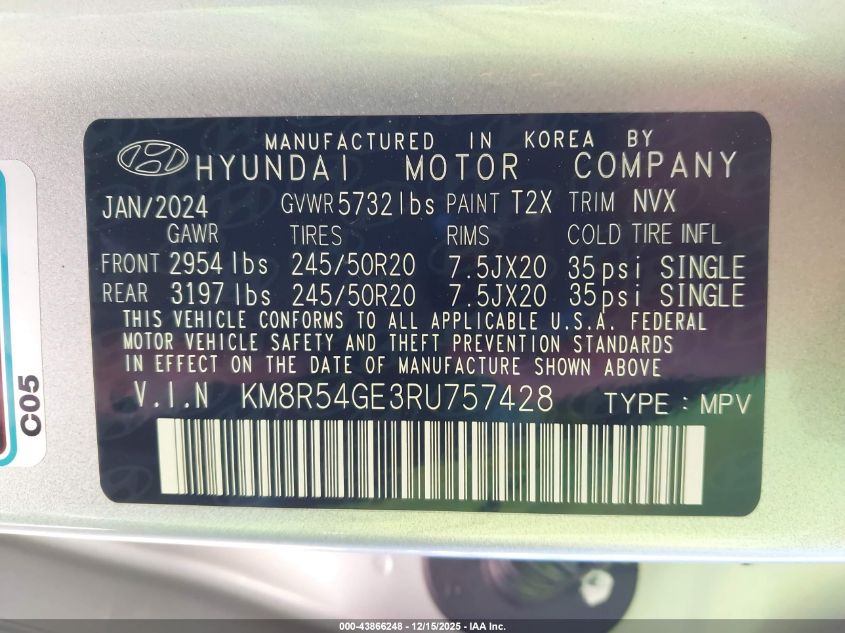 MANUFACTURED IN KOREA BY
HYUNDAI MOTOR COMPANY
JAN/2024 GVWR 5732 lbs PAINT T2X TRIM NVX
GAWR TIRES RIMS COLD TIRE INFL
FRONT 2954 lbs 245/50R20 7.5JX20 35psi SINGLE
REAR 3197 lbs 245/50R20 7.5JX20 35psi SINGLE
THIS VEHICLE CONFORMS TO ALL APPLICABLE U.S.A. FEDERAL
MOTOR VEHICLE SAFETY AND THEFT PREVENTION STANDARDS
IN EFFECT ON THE DATE OF MANUFACTURE SHOWN ABOVE
V.I.N KM8R54GE3RU757428 TYPE : MPV
C05
000-43866248 - 12/15/2025 - IAA Inc.